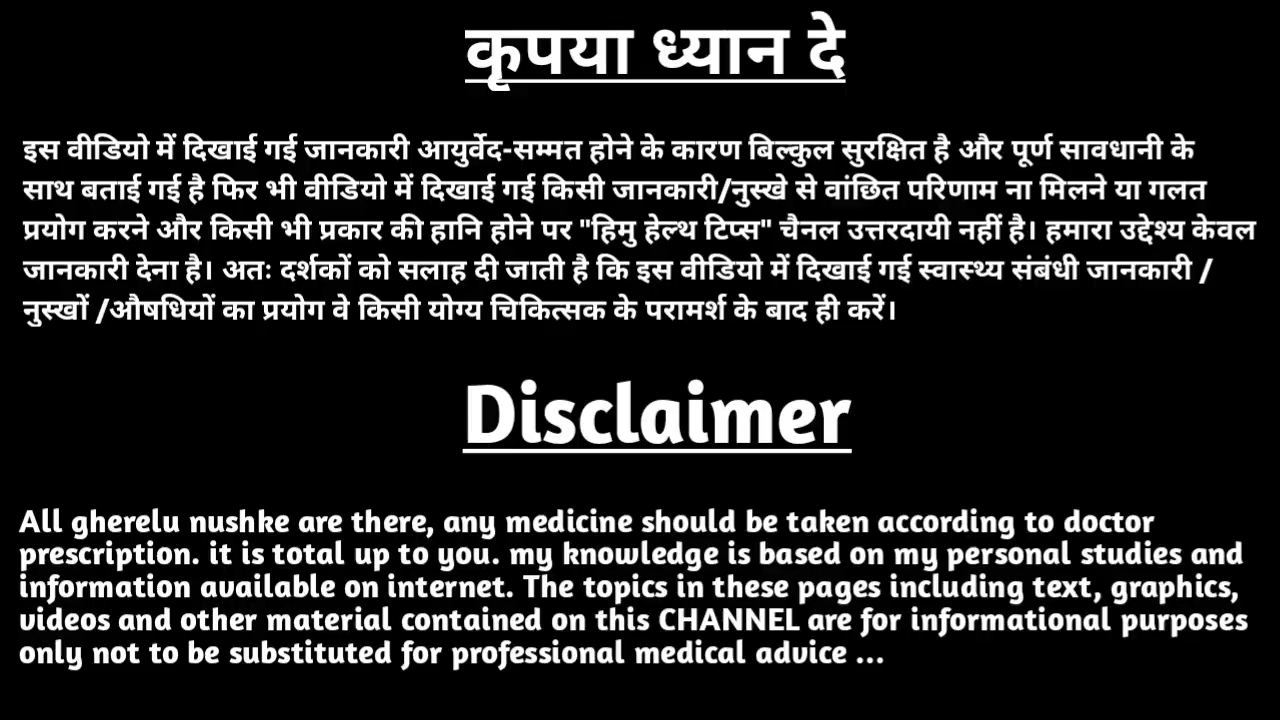 कृपया ध्यान दे
इस वीडियो में दिखाई गई जानकारी आयुर्वेद-सम्मत होने के कारण बिल्कुल सुरक्षित है और पूर्ण सावधानी के
साथ बताई गई है फिर भी वीडियो में दिखाई गई किसी जानकारी/नुस्खे से वांछित परिणाम ना मिलने या गलत
प्रयोग करने और किसी भी प्रकार की हानि होने पर "हिमु हेल्थ टिप्स" चैनल उत्तरदायी नहीं है। हमारा उद्देश्य केवल
जानकारी देना है। अतः दर्शकों को सलाह दी जाती है कि इस वीडियो में दिखाई गई स्वास्थ्य संबंधी जानकारी /
नुस्खों /औषधियों का प्रयोग वे किसी योग्य चिकित्सक के परामर्श के बाद ही करें।
Disclaimer
All gherelu nushke are there, any medicine should be taken according to doctor
prescription. it is total up to you. my knowledge is based on my personal studies and
information available on internet. The topics in these pages including text, graphics,
videos and other material contained on this CHANNEL are for informational purposes
only not to be substituted for professional medical advice ...